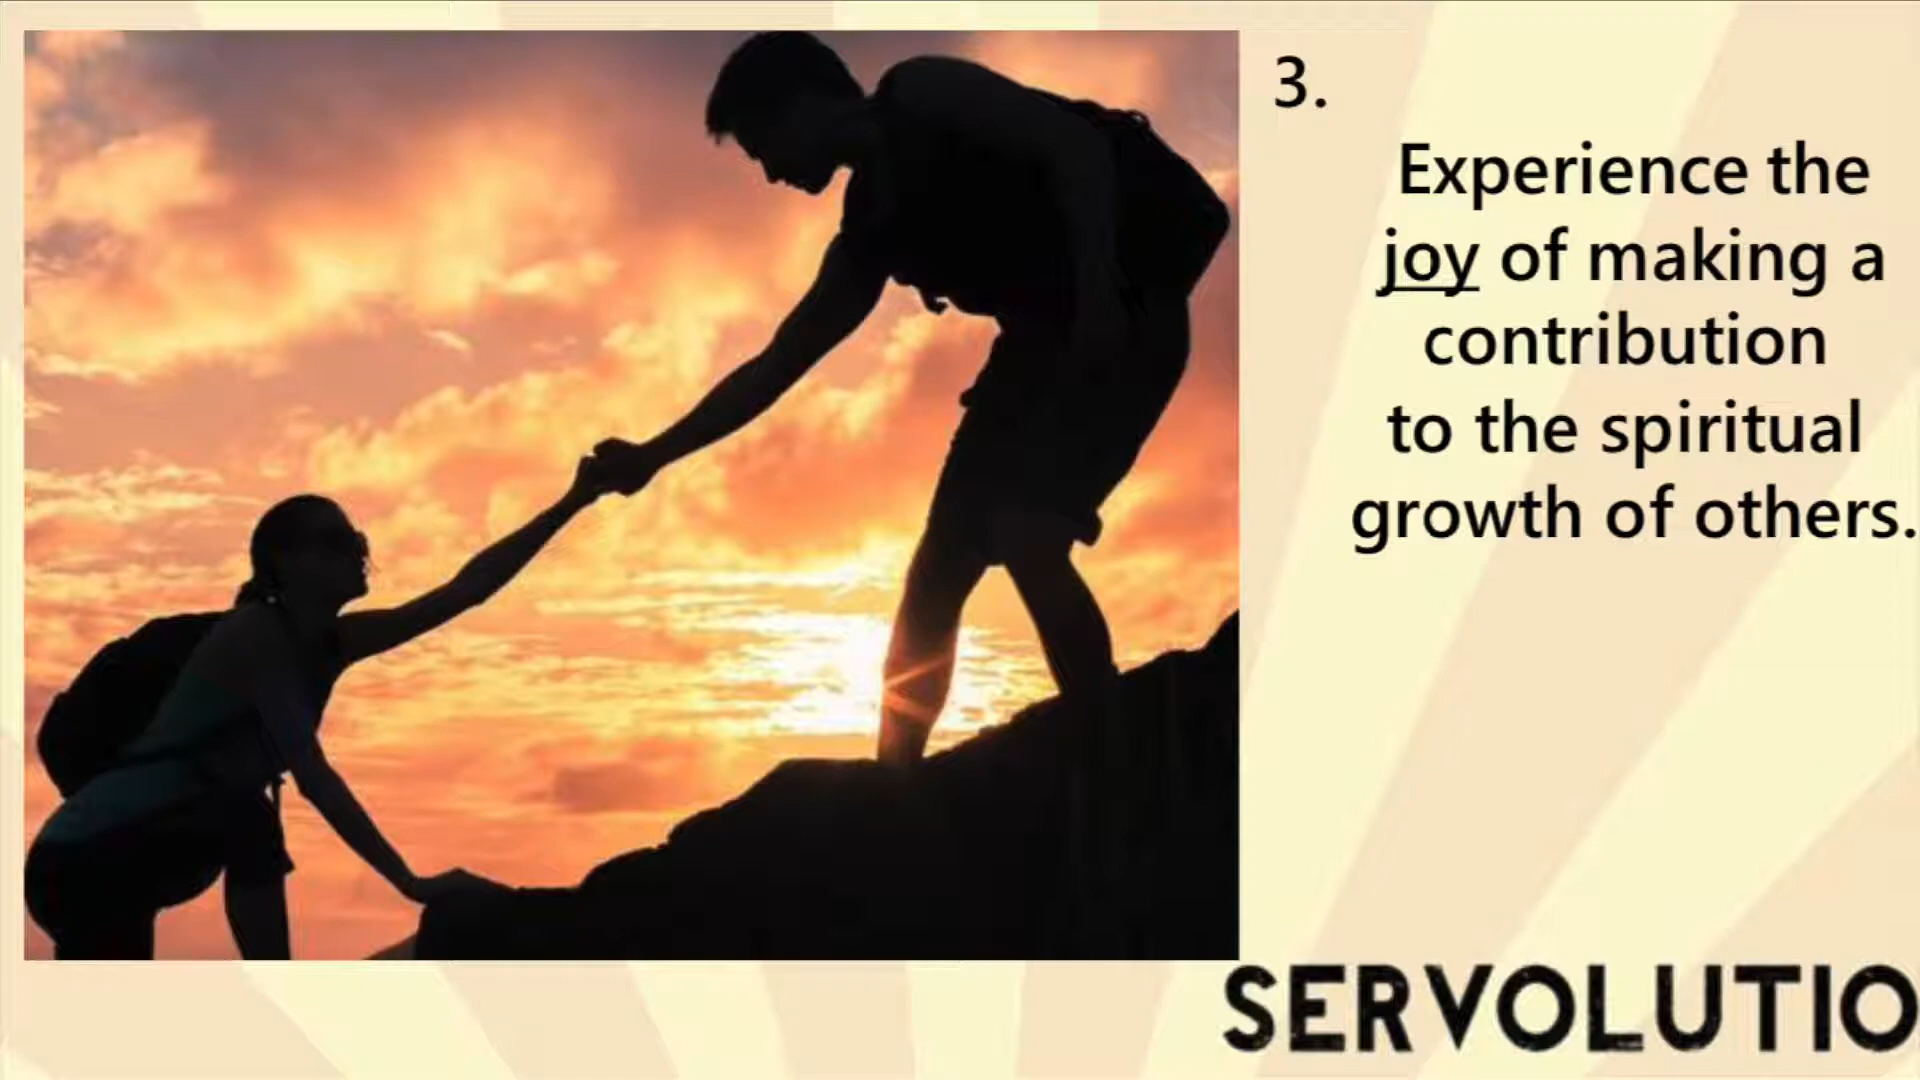 3.
Experience the
joy of making a
contribution
to the spiritual
growth of others.
SERVOLUTIO